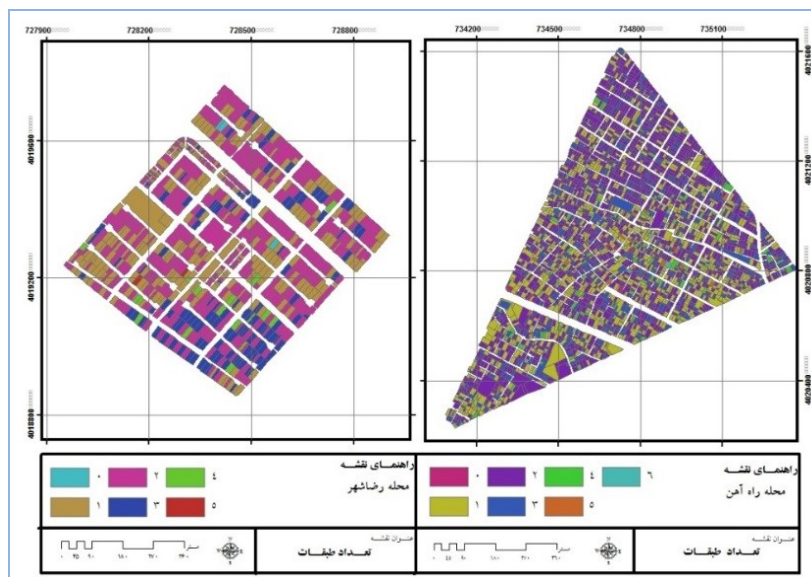 727900 728200 728500 728800
734200 734500 734800 735100
4019600
4019200
4018800
4021600
4021200
4020800
4020400
راهنمای نقشه
محله رضاشهر
۰ ۲ ۴
۱ ۳ ۵
عنوان نقشه
تعداد طبقات
متر
راهنمای نقشه
محله راه آهن
۰ ۲ ۴ ۶
۱ ۳ ۵
عنوان نقشه
تعداد طبقات
متر